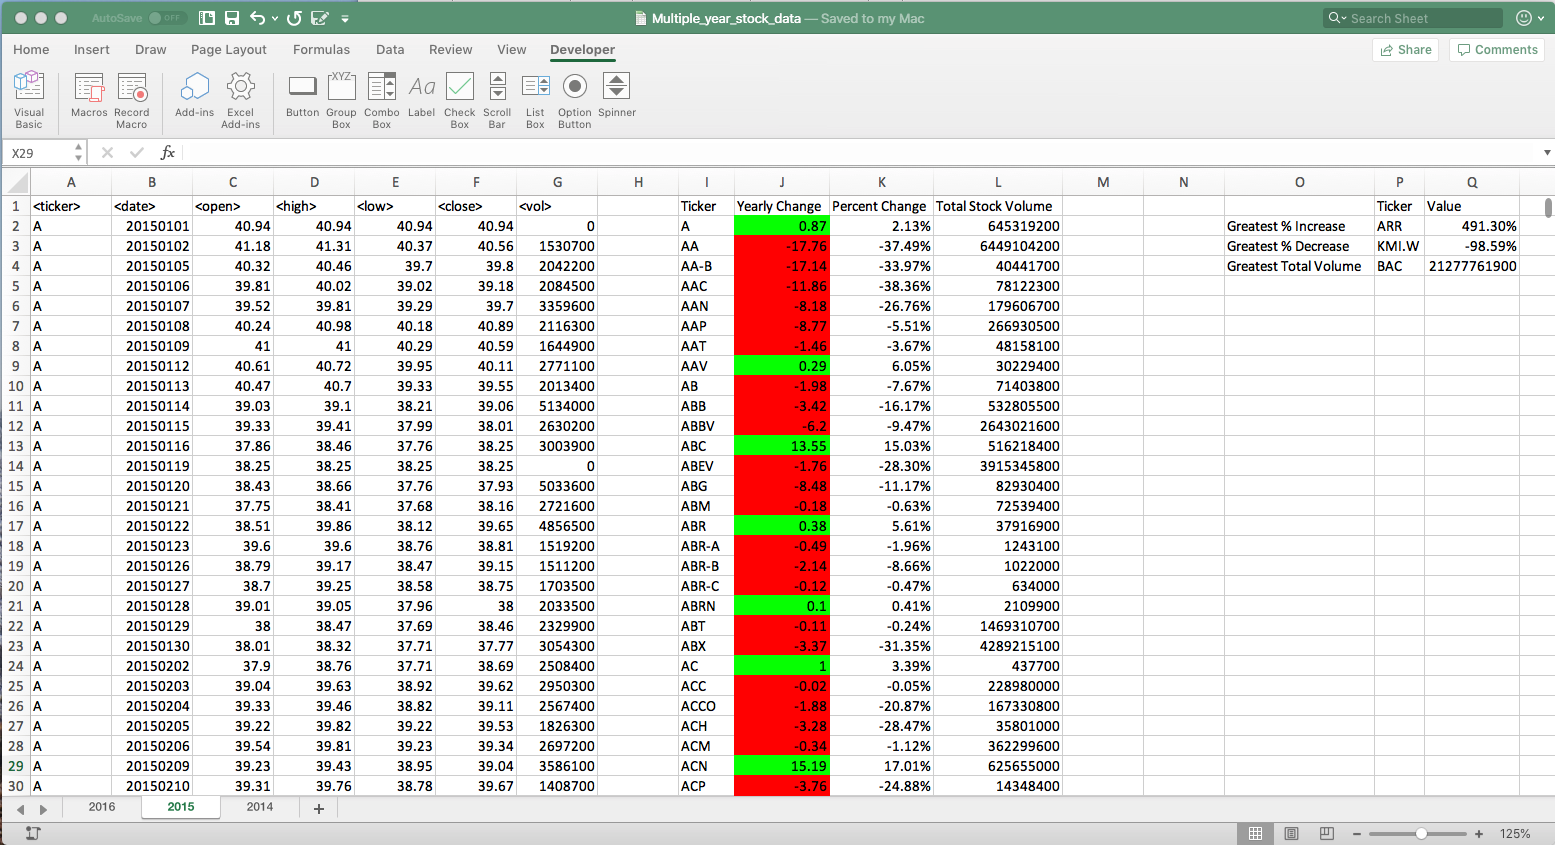 AutoSave OFF Multiple_year_stock_data — Saved to my Mac Search Sheet
Home Insert Draw Page Layout Formulas Data Review View Developer Share Comments
XYZ Aa
Visual Basic Macros Record Macro Add-ins Excel Add-ins Button Group Box Combo Box Label Check Box Scroll Bar List Box Option Button Spinner
X29 fx
A B C D E F G H I J K L M N O P Q
1 <ticker> <date> <open> <high> <low> <close> <vol> Ticker Yearly Change Percent Change Total Stock Volume Ticker Value
2 A 20150101 40.94 40.94 40.94 40.94 0 A 0.87 2.13% 645319200 Greatest % Increase ARR 491.30%
3 A 20150102 41.18 41.31 40.37 40.56 1530700 AA -17.76 -37.49% 6449104200 Greatest % Decrease KMI.W -98.59%
4 A 20150105 40.32 40.46 39.7 39.8 2042200 AA-B -17.14 -33.97% 40441700 Greatest Total Volume BAC 21277761900
5 A 20150106 39.81 40.02 39.02 39.18 2084500 AAC -11.86 -38.36% 78122300
6 A 20150107 39.52 39.81 39.29 39.7 3359600 AAN -8.18 -26.76% 179606700
7 A 20150108 40.24 40.98 40.18 40.89 2116300 AAP -8.77 -5.51% 266930500
8 A 20150109 41 41 40.29 40.59 1644900 AAT -1.46 -3.67% 48158100
9 A 20150112 40.61 40.72 39.95 40.11 2771100 AAV 0.29 6.05% 30229400
10 A 20150113 40.47 40.7 39.33 39.55 2013400 AB -1.98 -7.67% 71403800
11 A 20150114 39.03 39.1 38.21 39.06 5134000 ABB -3.42 -16.17% 532805500
12 A 20150115 39.33 39.41 37.99 38.01 2630200 ABBV -6.2 -9.47% 2643021600
13 A 20150116 37.86 38.46 37.76 38.25 3003900 ABC 13.55 15.03% 516218400
14 A 20150119 38.25 38.25 38.25 38.25 0 ABEV -1.76 -28.30% 3915345800
15 A 20150120 38.43 38.66 37.76 37.93 5033600 ABG -8.48 -11.17% 82930400
16 A 20150121 37.75 38.41 37.68 38.16 2721600 ABM -0.18 -0.63% 72539400
17 A 20150122 38.51 39.86 38.12 39.65 4856500 ABR 0.38 5.61% 37916900
18 A 20150123 39.6 39.6 38.76 38.81 1519200 ABR-A -0.49 -1.96% 1243100
19 A 20150126 38.79 39.17 38.47 39.15 1511200 ABR-B -2.14 -8.66% 1022000
20 A 20150127 38.7 39.25 38.58 38.75 1703500 ABR-C -0.12 -0.47% 634000
21 A 20150128 39.01 39.05 37.96 38 2033500 ABRN 0.1 0.41% 2109900
22 A 20150129 38 38.47 37.69 38.46 2329900 ABT -0.11 -0.24% 1469310700
23 A 20150130 38.01 38.32 37.71 37.77 3054300 ABX -3.37 -31.35% 4289215100
24 A 20150202 37.9 38.76 37.71 38.69 2508400 AC 1 3.39% 437700
25 A 20150203 39.04 39.63 38.92 39.62 2950300 ACC -0.02 -0.05% 228980000
26 A 20150204 39.33 39.46 38.82 39.11 2567400 ACCO -1.88 -20.87% 167330800
27 A 20150205 39.22 39.82 39.22 39.53 1826300 ACH -3.28 -28.47% 35801000
28 A 20150206 39.54 39.81 39.23 39.34 2697200 ACM -0.34 -1.12% 362299600
29 A 20150209 39.23 39.43 38.95 39.04 3586100 ACN 15.19 17.01% 625655000
30 A 20150210 39.31 39.76 38.78 39.67 1408700 ACP -3.76 -24.88% 14348400
2016 2015 2014 +
125%